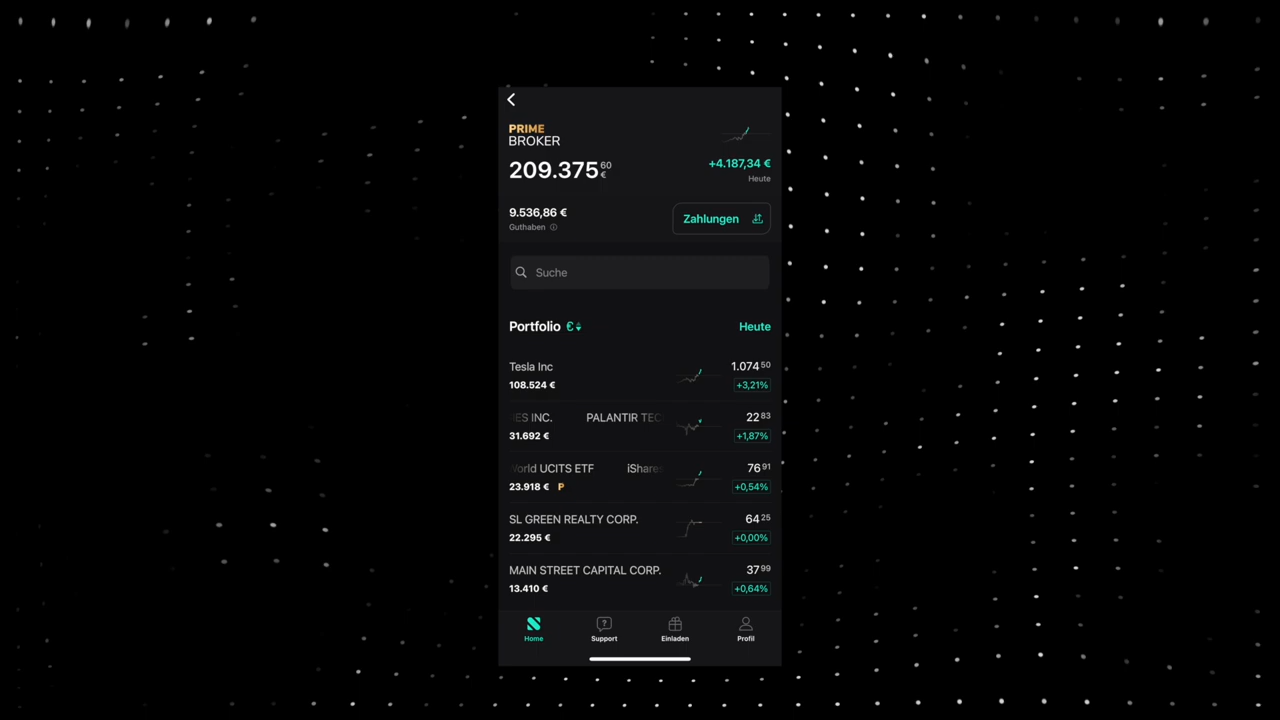 PRIME
BROKER
209.375 60 €
+4.187,34 €
Heute
9.536,86 €
Guthaben
Zahlungen
Suche
Portfolio €
Heute
Tesla Inc
1.074 50
108.524 €
+3,21%
INC.
PALANTIR
22 83
31.692 €
+1,87%
World UCITS ETF
iShare
76 91
23.918 € P
+0,54%
SL GREEN REALTY CORP.
64 25
22.295 €
+0,00%
MAIN STREET CAPITAL CORP.
37 99
13.410 €
+0,64%
Home
Support
Einladen
Profil